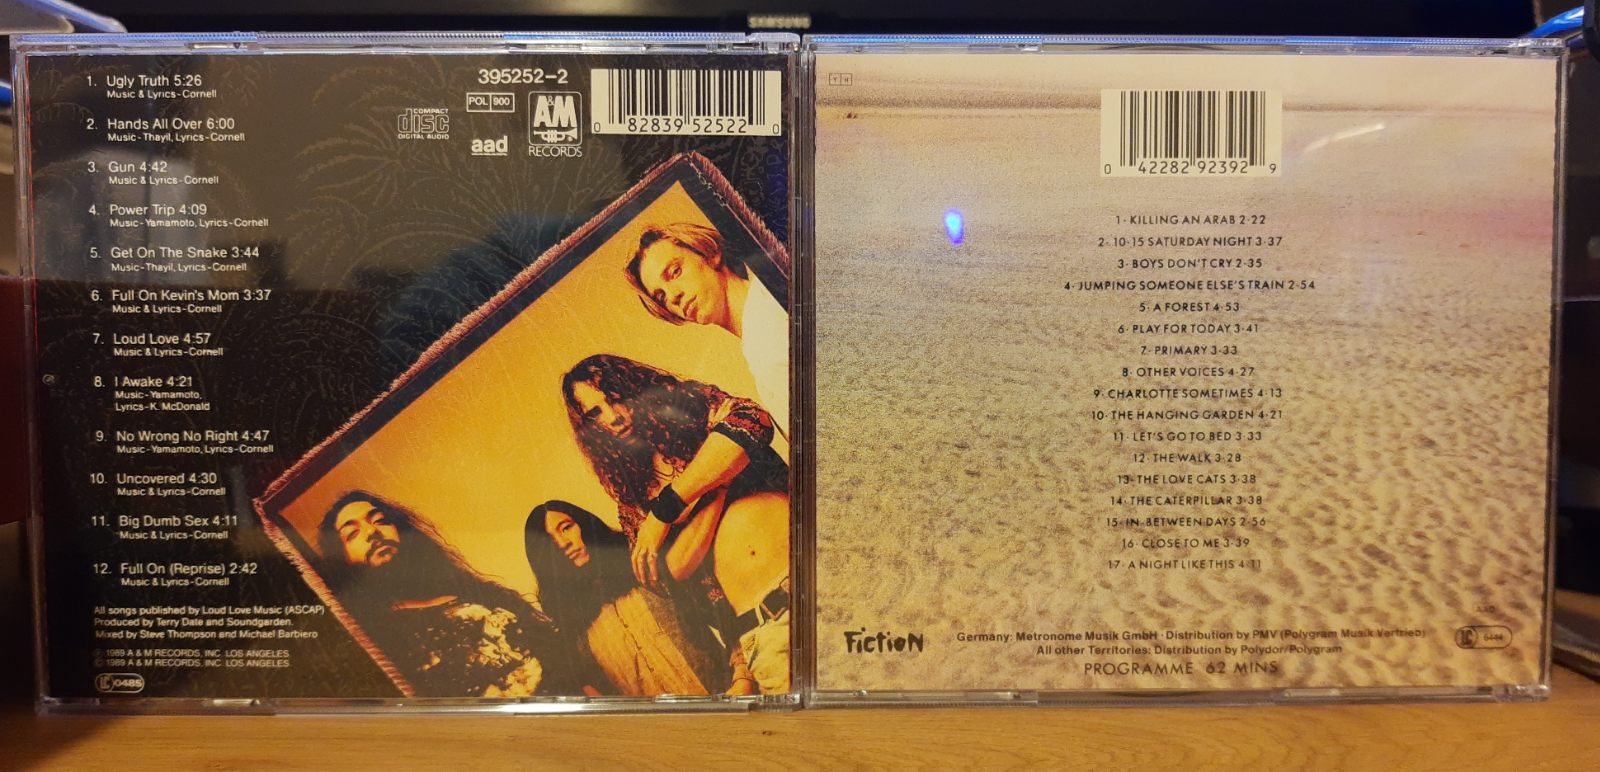 SAMSUNG
1. Ugly Truth 5:26
Music & Lyrics-Cornell
2. Hands All Over 6:00
Music-Thayil, Lyrics-Cornell
3. Gun 4:42
Music & Lyrics-Cornell
4. Power Trip 4:09
Music-Yamamoto, Lyrics-Cornell
5. Get On The Snake 3:44
Music-Thayil, Lyrics-Cornell
6. Full On Kevin's Mom 3:37
Music & Lyrics-Cornell
7. Loud Love 4:57
Music & Lyrics-Cornell
8. I Awake 4:21
Music-Yamamoto,
Lyrics-K. McDonald
9. No Wrong No Right 4:47
Music-Yamamoto, Lyrics-Cornell
10. Uncovered 4:30
Music & Lyrics-Cornell
11. Big Dumb Sex 4:11
Music & Lyrics-Cornell
12. Full On (Reprise) 2:42
Music & Lyrics-Cornell
All songs published by Loud Love Music (ASCAP)
Produced by Terry Date and Soundgarden.
Mixed by Steve Thompson and Michael Barbiero
℗ 1989 A & M RECORDS, INC. LOS ANGELES
© 1989 A & M RECORDS, INC. LOS ANGELES
LC 0485
395252-2
POL 900
COMPACT
disc
DIGITAL AUDIO
aad
A&M
RECORDS
0 82839 52522 0
Y H
0 42282 92392 9
1· KILLING AN ARAB 2·22
2· 10·15 SATURDAY NIGHT 3·37
3· BOYS DON'T CRY 2·35
4· JUMPING SOMEONE ELSE'S TRAIN 2·54
5· A FOREST 4·53
6· PLAY FOR TODAY 3·41
7· PRIMARY 3·33
8· OTHER VOICES 4·27
9· CHARLOTTE SOMETIMES 4·13
10· THE HANGING GARDEN 4·21
11· LET'S GO TO BED 3·33
12· THE WALK 3·28
13· THE LOVE CATS 3·38
14· THE CATERPILLAR 3·38
15· IN-BETWEEN DAYS 2·56
16· CLOSE TO ME 3·39
17· A NIGHT LIKE THIS 4·11
AAD
Fiction
Germany: Metronome Musik GmbH · Distribution by PMV (Polygram Musik Vertrieb)
All other Territories: Distribution by Polydor/Polygram
LC 6444
PROGRAMME 62 MINS